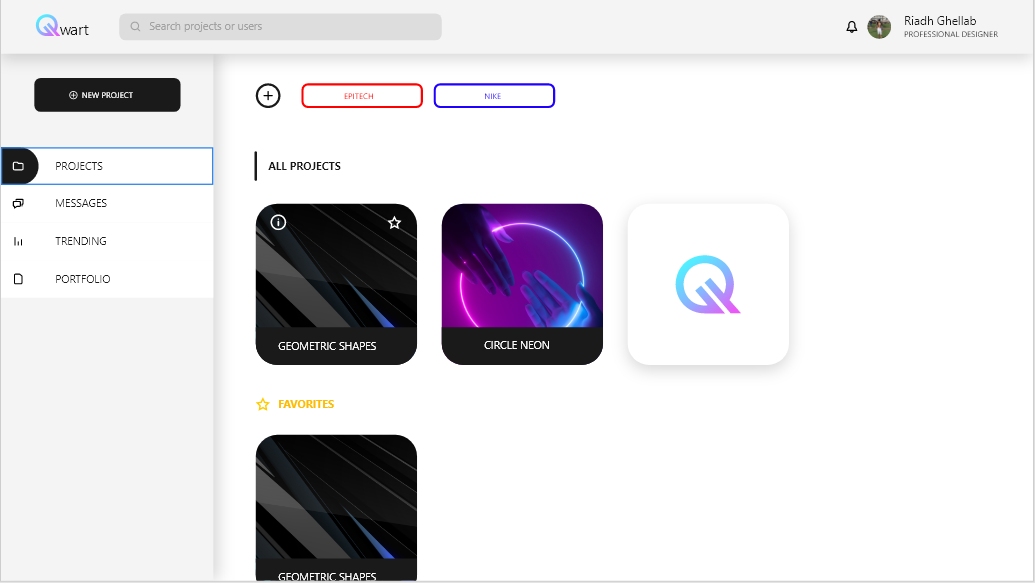 Qwart
Search projects or users
Riadh Ghellab
PROFESSIONAL DESIGNER
NEW PROJECT
PROJECTS
MESSAGES
TRENDING
PORTFOLIO
EPITECH
NIKE
ALL PROJECTS
GEOMETRIC SHAPES
CIRCLE NEON
FAVORITES
GEOMETRIC SHAPES